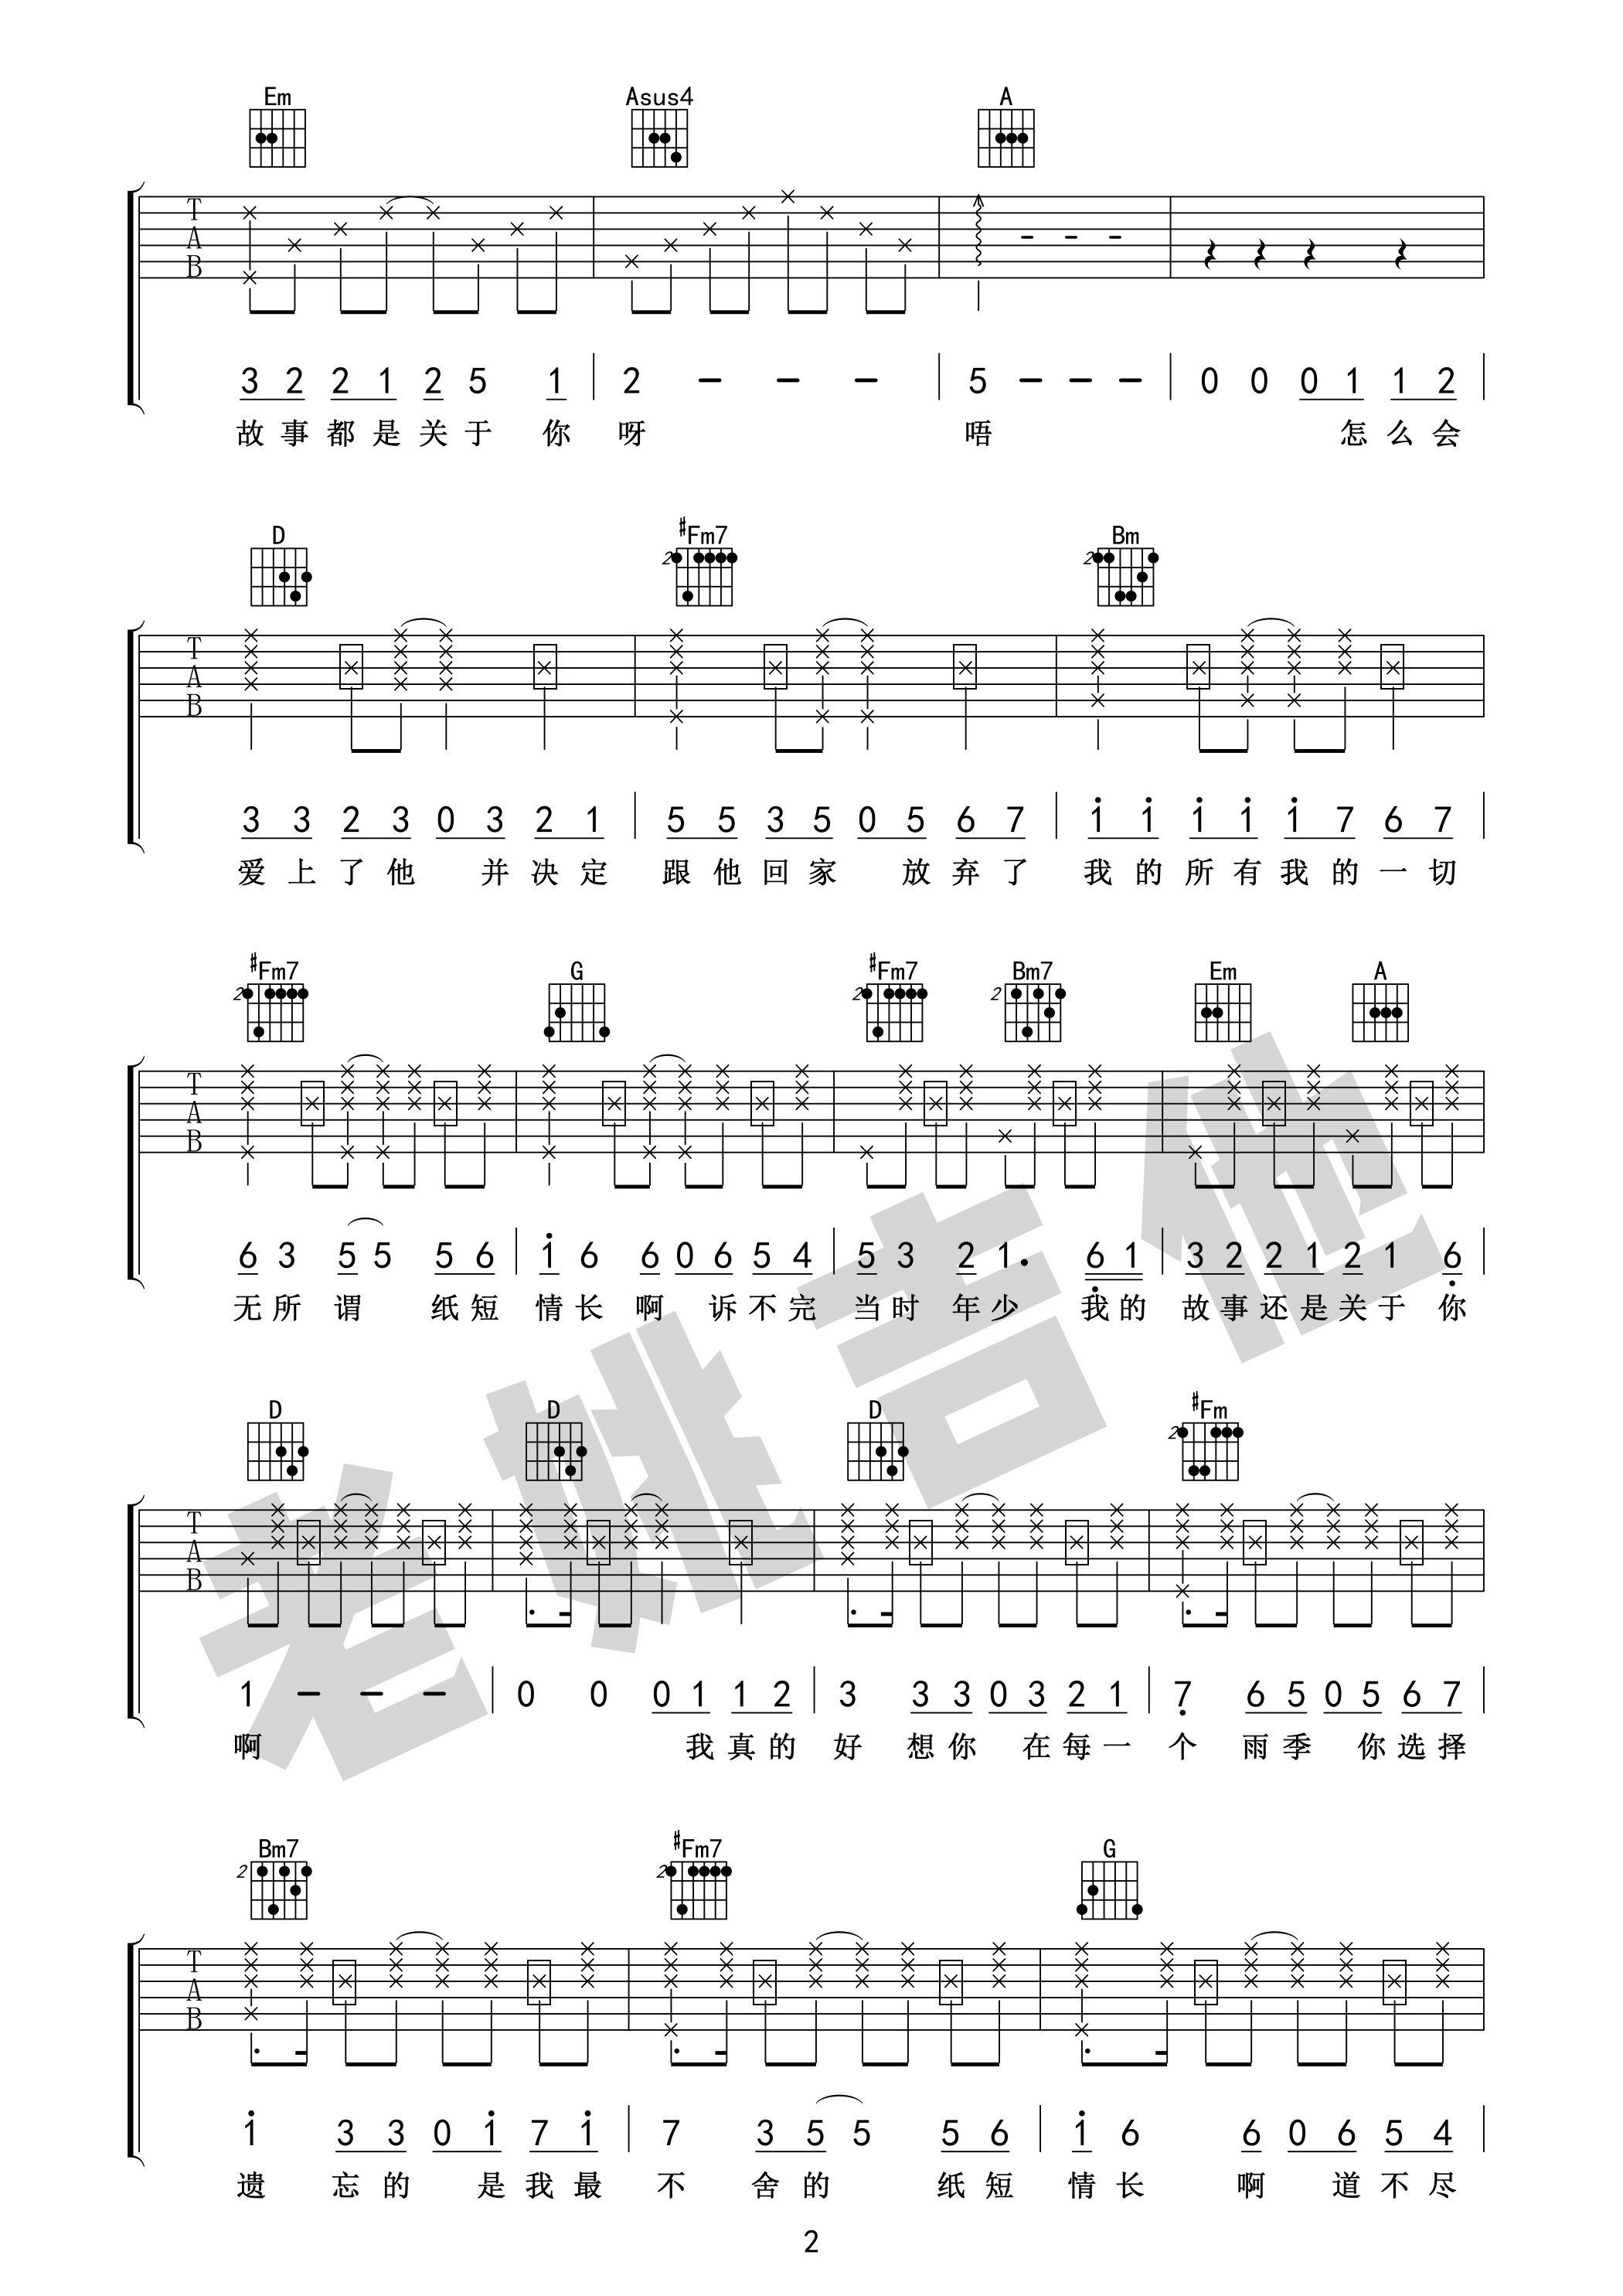 Em Asus4 A
T
A
B
3 2 2 1 2 5 1 | 2 - - - | 5 - - - | 0 0 0 1 1 2 |
故事都是关于 你 呀 唔 怎么会
D #Fm7 Bm
2 2
T
A
B
3 3 2 3 0 3 2 1 | 5 5 3 5 0 5 6 7 | i i i i i 7 6 7 |
爱上了他 并决定 跟他回家 放弃了 我的所有我的一切
#Fm7 G #Fm7 Bm7 Em A
2 2 2
T
A
B
6 3 5 5 5 6 | i 6 6 0 6 5 4 | 5 3 2 1. 6 1 | 3 2 2 1 2 1 6 |
无所 谓 纸短 情长 啊 诉不完 当时 年少 我的 故事还是关于 你
D D D #Fm
2
T
A
B
1 - - - | 0 0 0 1 1 2 | 3 3 3 0 3 2 1 | 7 6 5 0 5 6 7 |
啊 我真的 好 想你 在每一 个 雨季 你选择
Bm7 #Fm7 G
2 2
T
A
B
i 3 3 0 i 7 i | 7 3 5 5 5 6 | i 6 6 0 6 5 4 |
遗 忘的 是我最 不 舍的 纸短 情长 啊 道不尽
2
老姚吉他